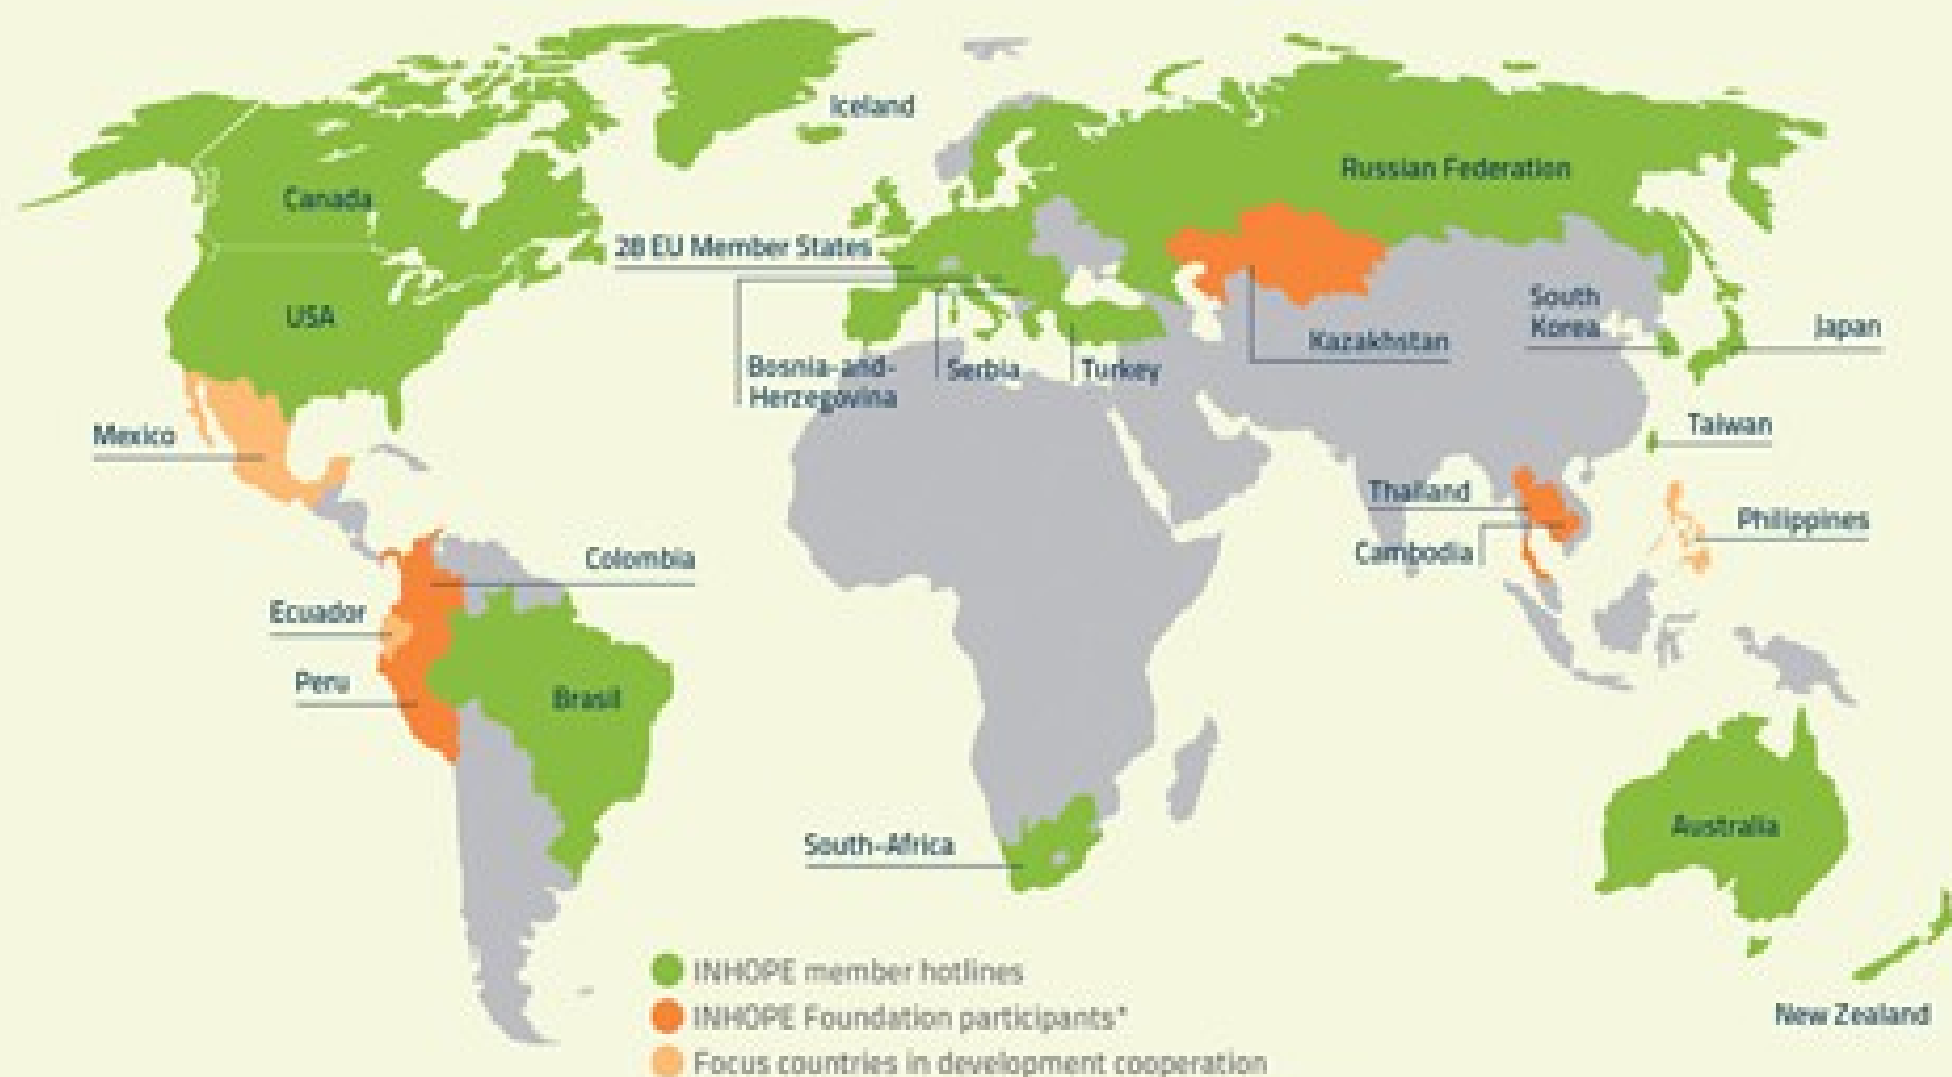 Iceland
Canada
Russian Federation
28 EU Member States
USA
South
Korea
Japan
Kazakhstan
Bosnia-and-
Herzegovina
Serbia
Turkey
Mexico
Taiwan
Thailand
Philippines
Cambodia
Colombia
Ecuador
Peru
Brasil
South-Africa
Australia
New Zealand
INHOPE member hotlines
INHOPE Foundation participants*
Focus countries in development cooperation